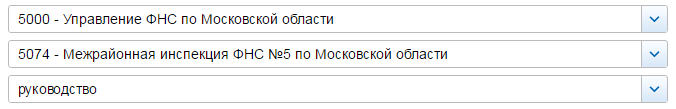 5000 - Управление ФНС по Московской области
5074 - Межрайонная инспекция ФНС №5 по Московской области
руководство